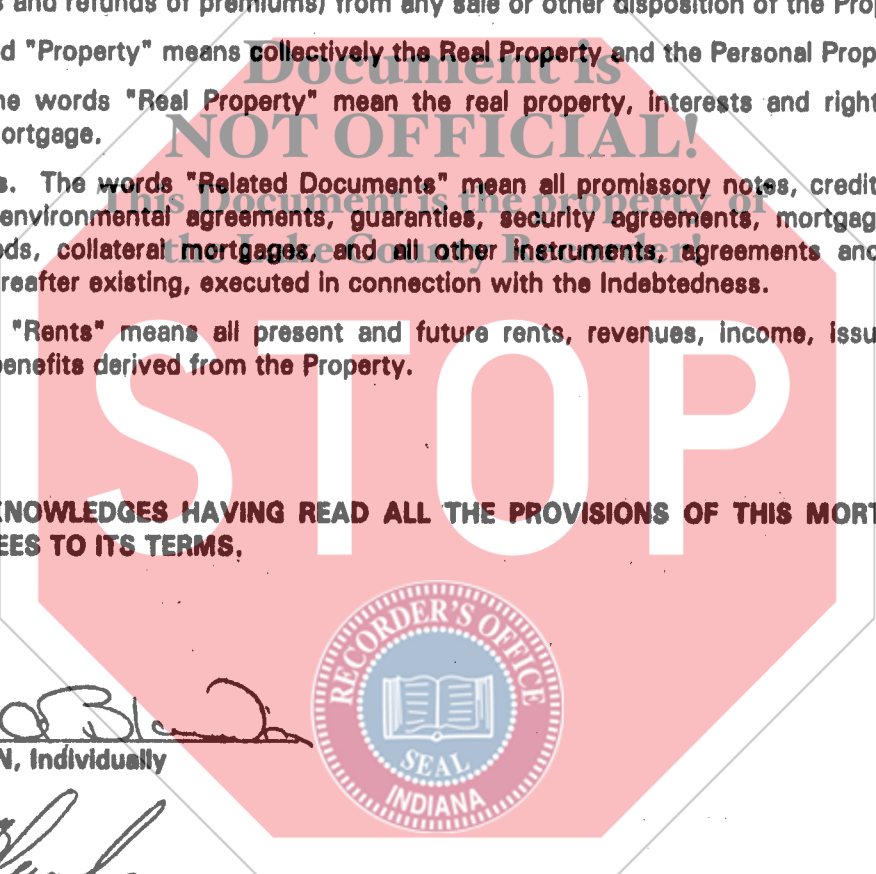 and refunds of premiums) from any sale or other disposition of the Prop
d "Property" means collectively the Real Property and the Personal Prop
Document is
ne words "Real Property" mean the real property, interests and right
ortgage.
NOT OFFICIAL!
s. The words "Related Documents" mean all promissory notes, credit
This Document is the property of
environmental agreements, guaranties, security agreements, mortgag
ds, collateral mortgages, and all other instruments, agreements and
the Lake County Recorder!
reafter existing, executed in connection with the Indebtedness.
"Rents" means all present and future rents, revenues, income, issu
benefits derived from the Property.
STOP
KNOWLEDGES HAVING READ ALL THE PROVISIONS OF THIS MORT
EES TO ITS TERMS.
RECORDER'S OFFICE
SEAL
INDIANA
N, Individually